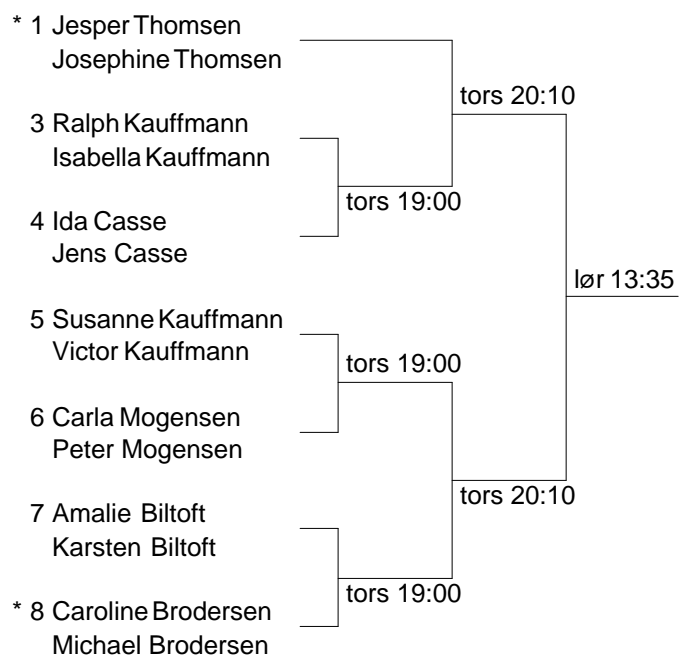 * 1 Jesper Thomsen
Josephine Thomsen
tors 20:10
3 Ralph Kauffmann
Isabella Kauffmann
tors 19:00
4 Ida Casse
Jens Casse
lør 13:35
5 Susanne Kauffmann
Victor Kauffmann
tors 19:00
6 Carla Mogensen
Peter Mogensen
tors 20:10
7 Amalie Biltoft
Karsten Biltoft
tors 19:00
* 8 Caroline Brodersen
Michael Brodersen